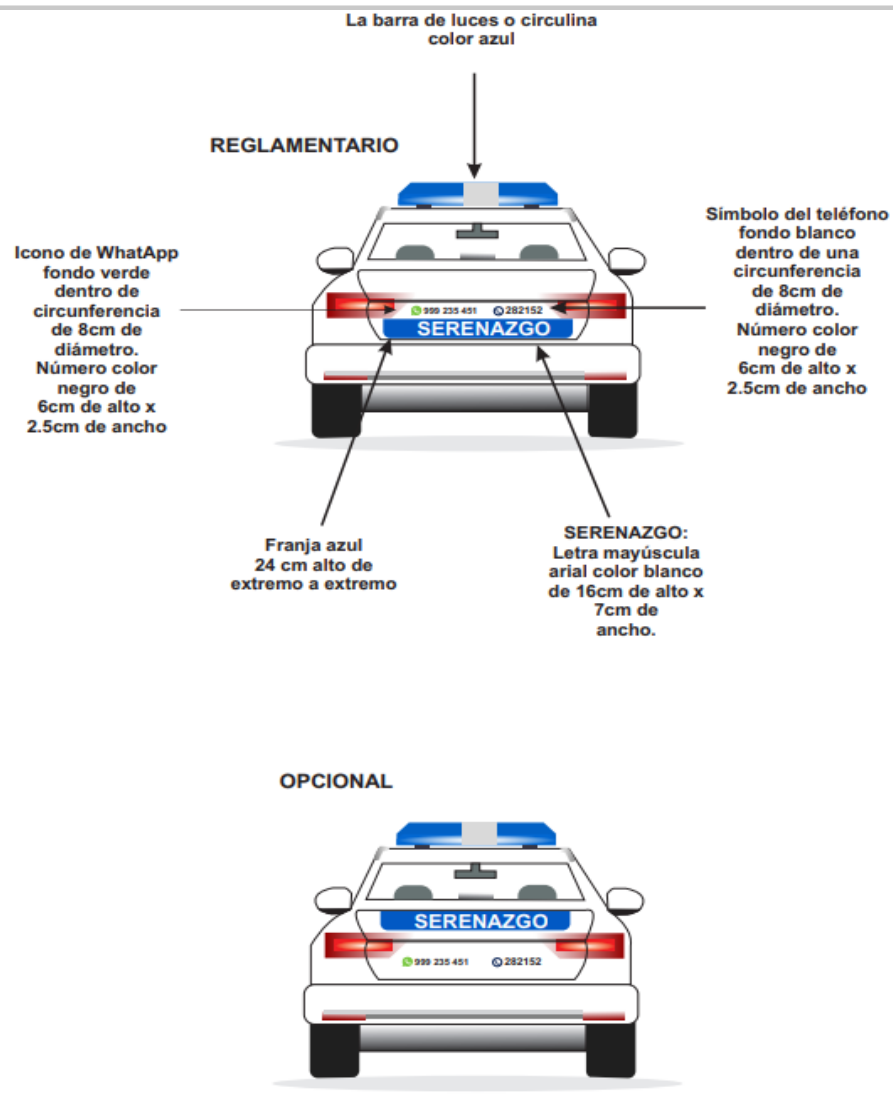 La barra de luces o circulina
color azul
REGLAMENTARIO
Icono de WhatApp
fondo verde
dentro de
circunferencia
de 8cm de
diámetro.
Número color
negro de
6cm de alto x
2.5cm de ancho
Símbolo del teléfono
fondo blanco
dentro de una
circunferencia
de 8cm de
diámetro.
Número color
negro de
6cm de alto x
2.5cm de ancho
999 235 451 282152
SERENAZGO
Franja azul
24 cm alto de
extremo a extremo
SERENAZGO:
Letra mayúscula
arial color blanco
de 16cm de alto x
7cm de
ancho.
OPCIONAL
SERENAZGO
999 235 451 282152